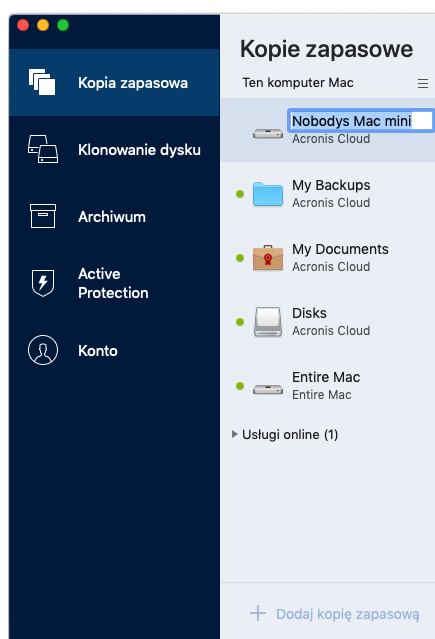 Kopia zapasowa
Klonowanie dysku
Archiwum
Active
Protection
Konto
Kopie zapasowe
Ten komputer Mac
Nobodys Mac mini
Acronis Cloud
My Backups
Acronis Cloud
My Documents
Acronis Cloud
Disks
Acronis Cloud
Entire Mac
Entire Mac
Usługi online (1)
Dodaj kopię zapasową